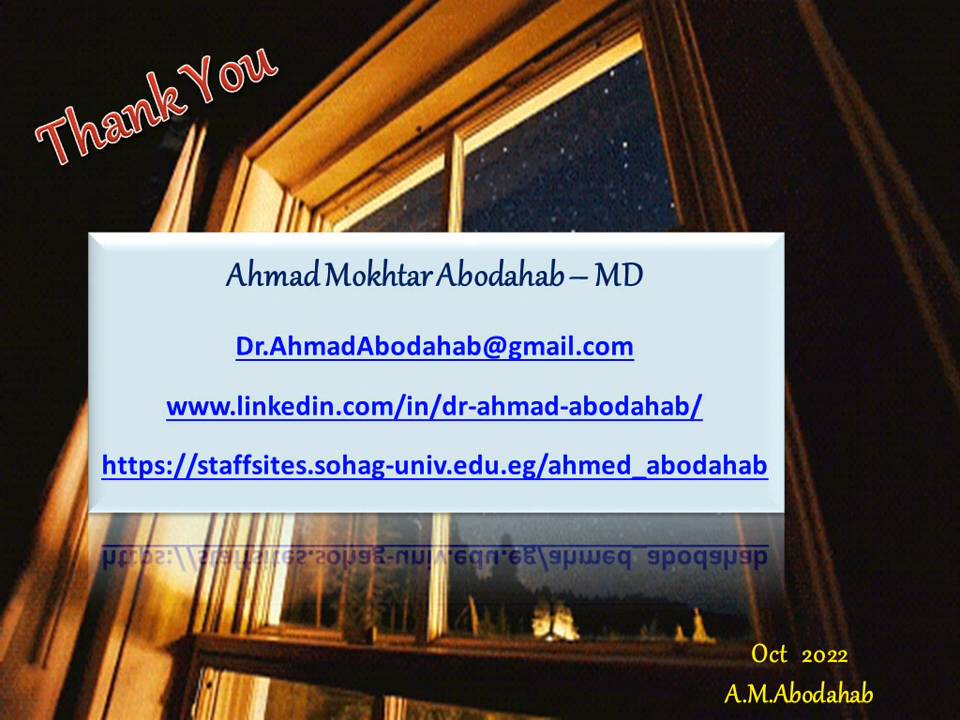 Thank You
Ahmad Mokhtar Abodahab – MD
Dr.AhmadAbodahab@gmail.com
www.linkedin.com/in/dr-ahmad-abodahab/
https://staffsites.sohag-univ.edu.eg/ahmed_abodahab
Oct 2022
A.M.Abodahab